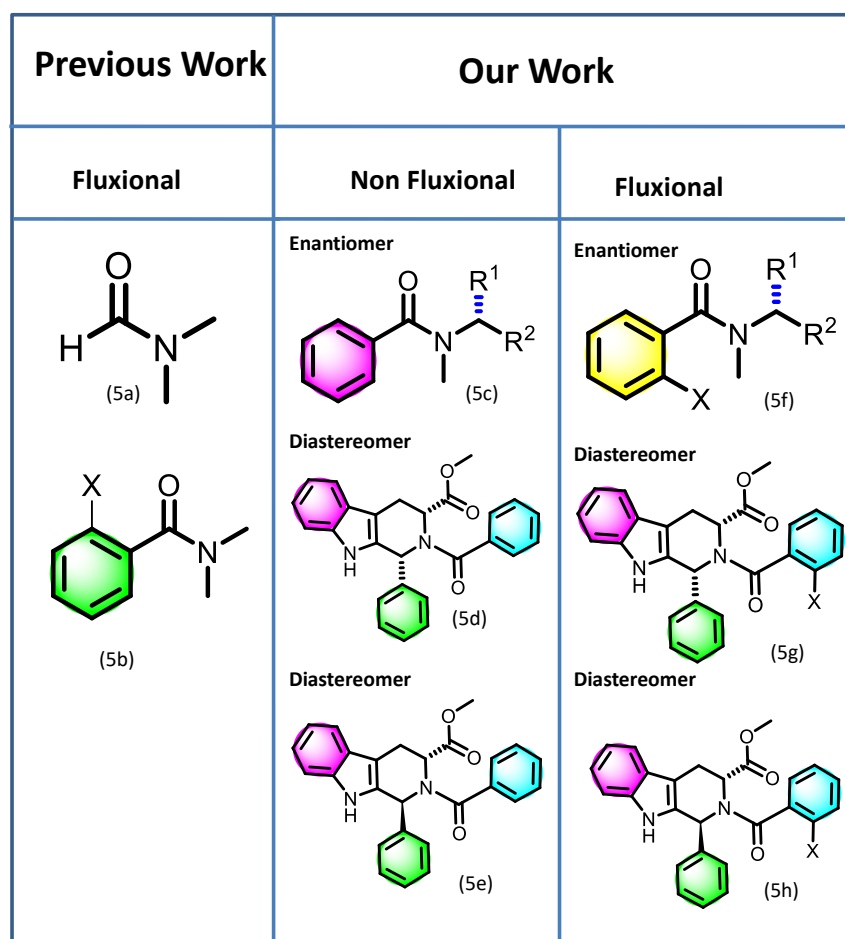 Previous Work
Our Work
Fluxional
Non Fluxional
Fluxional
O
H
N
(5a)
X
O
N
(5b)
Enantiomer
O
R1
N
R2
(5c)
Diastereomer
O
O
N
H
N
O
(5d)
Diastereomer
O
O
N
H
N
O
(5e)
Enantiomer
O
R1
N
R2
X
(5f)
Diastereomer
O
O
N
H
N
O
X
(5g)
Diastereomer
O
O
N
H
N
O
X
(5h)